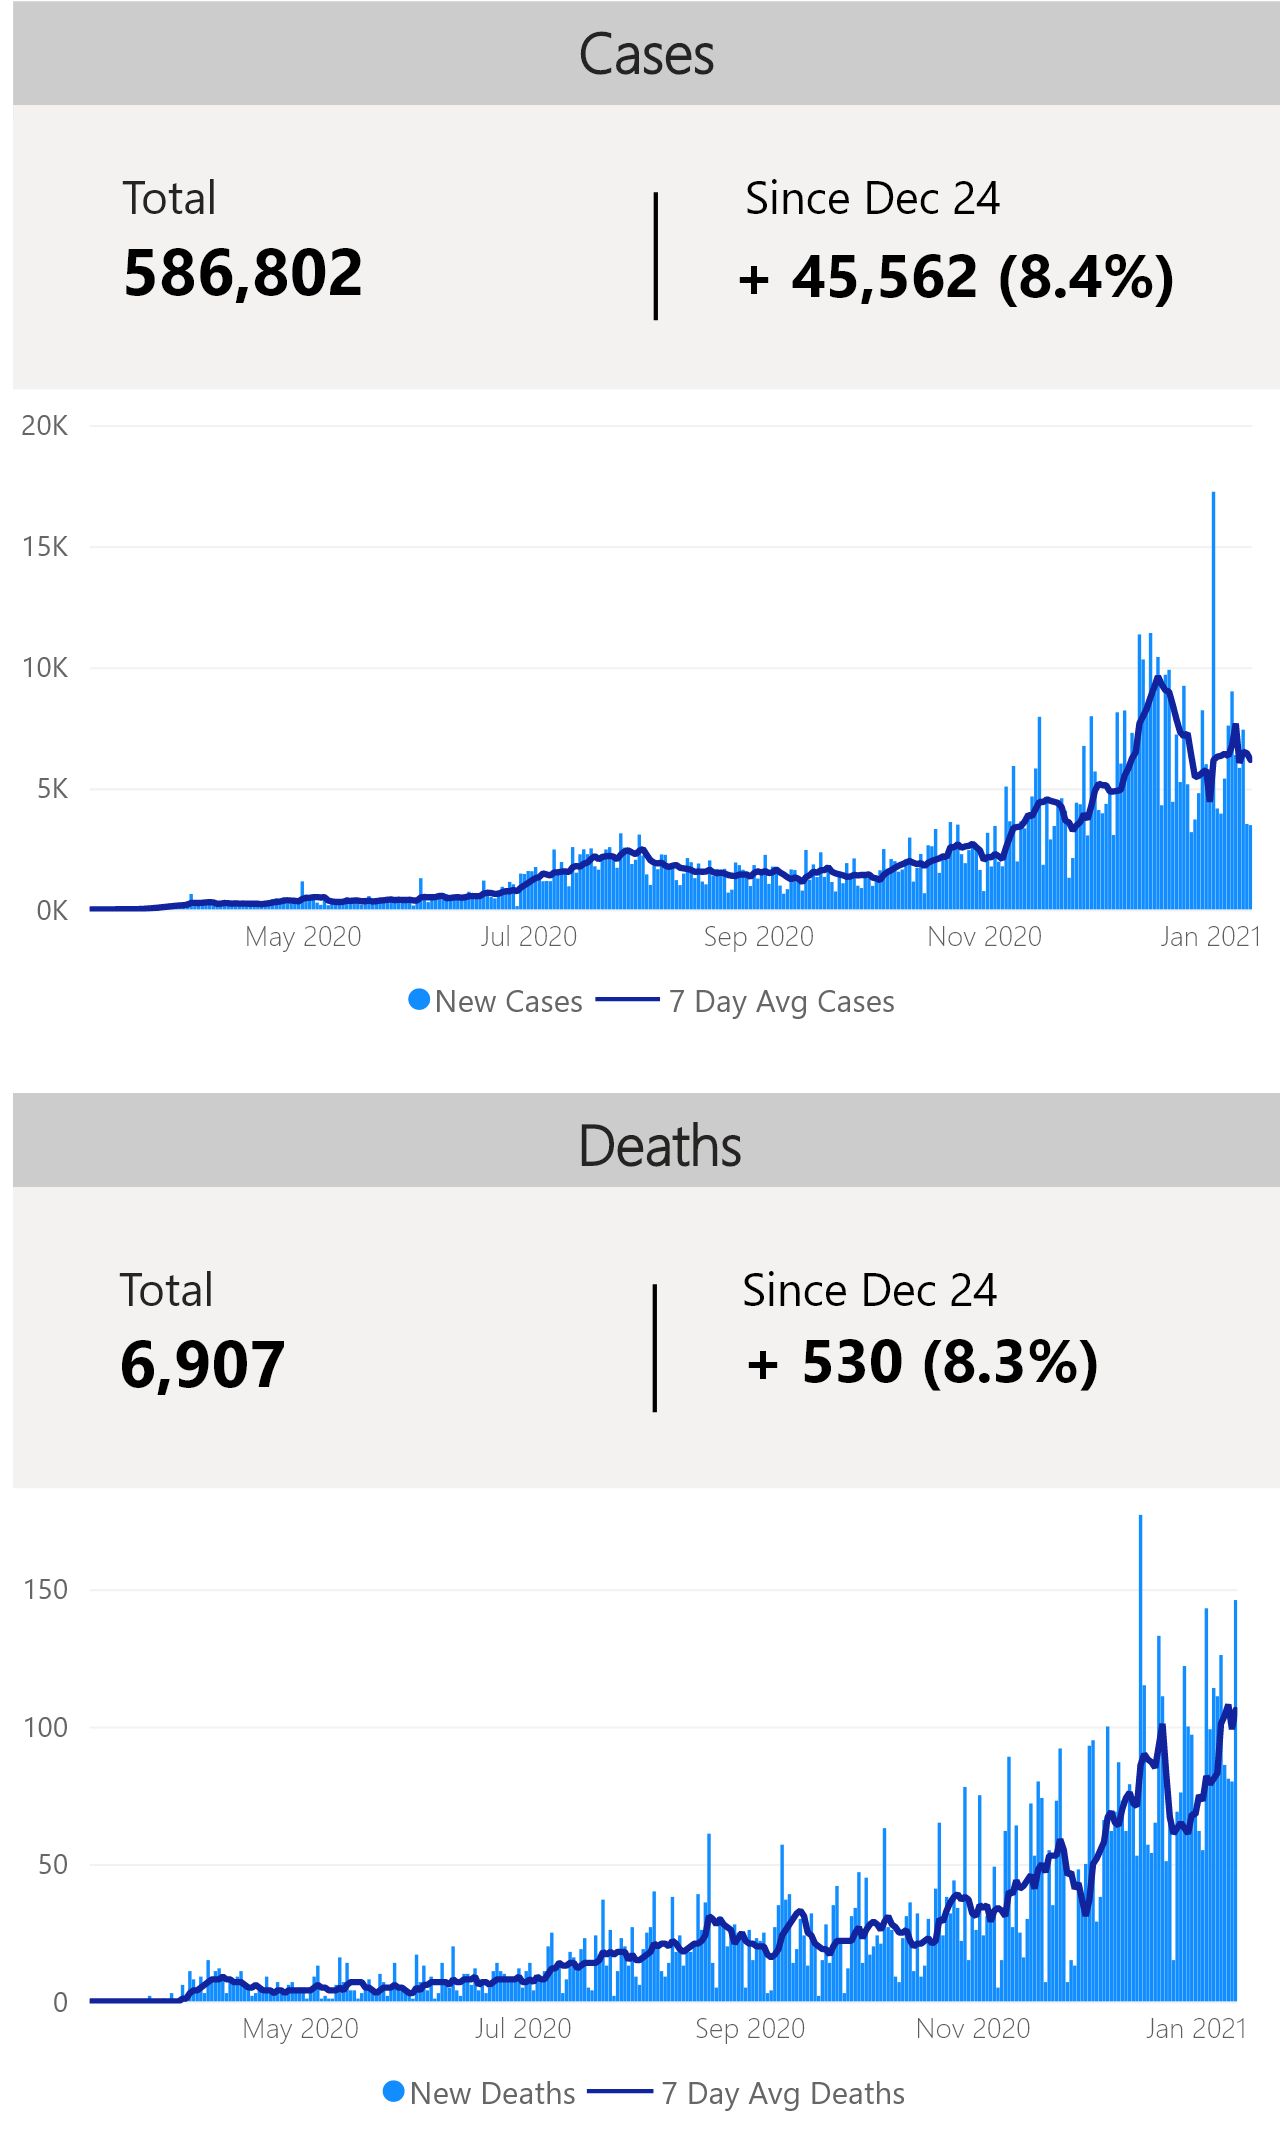 Cases
Total
Since Dec 24
586,802
+ 45,562 (8.4%)
20K
15K
10K
5K
0K
May 2020
Jul 2020
Sep 2020
Nov 2020
Jan 2021
New Cases
7 Day Avg Cases
Deaths
Total
Since Dec 24
6,907
+ 530 (8.3%)
150
100
50
0
May 2020
Jul 2020
Sep 2020
Nov 2020
Jan 2021
New Deaths
7 Day Avg Deaths